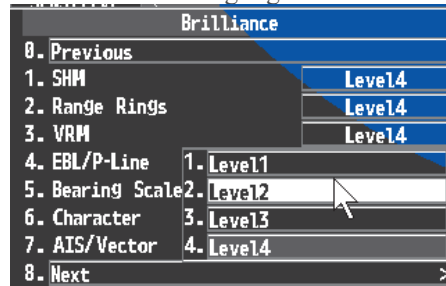 Brilliance
0. Previous
1. SHM Level4
2. Range Rings Level4
3. VRM Level4
4. EBL/P-Line 1. Level1
5. Bearing Scale 2. Level2
6. Character 3. Level3
7. AIS/Vector 4. Level4
8. Next >